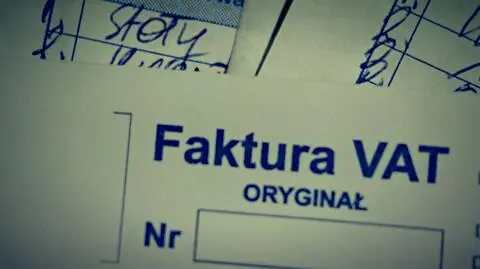 stoły
Faktura VAT
ORYGINAŁ
Nr